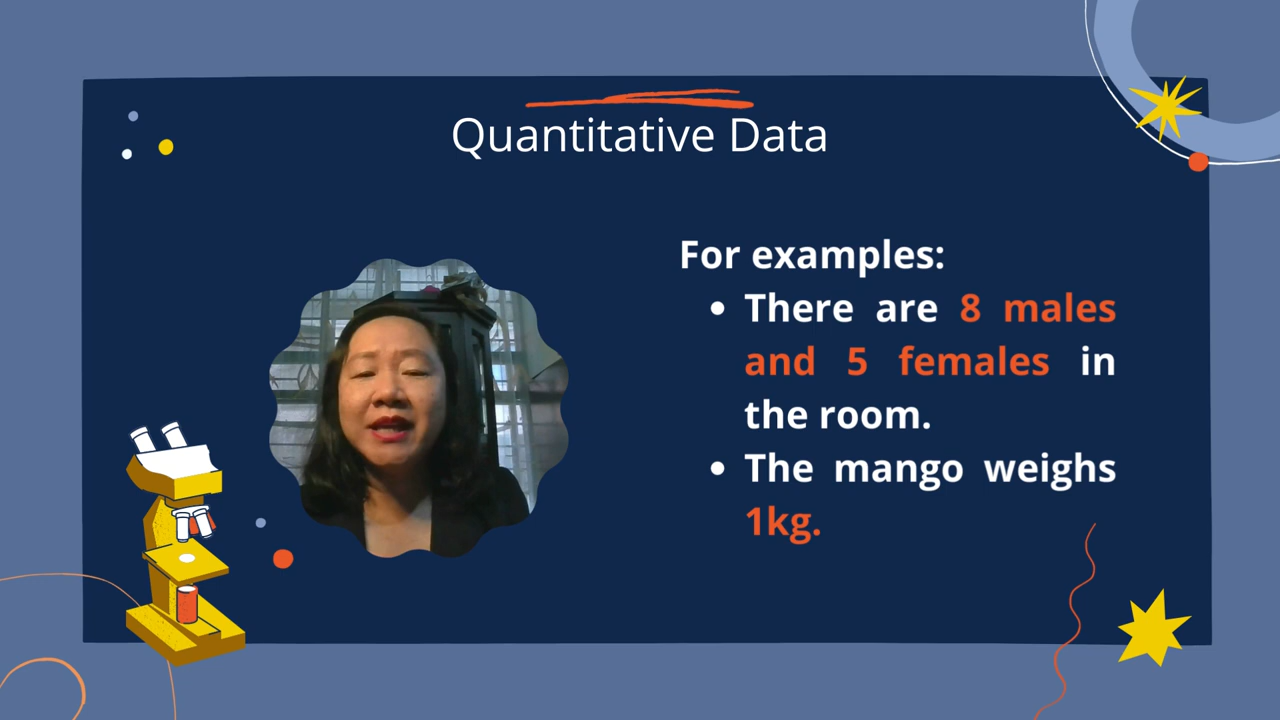 Quantitative Data
For examples:
• There are 8 males
and 5 females in
the room.
• The mango weighs
1kg.